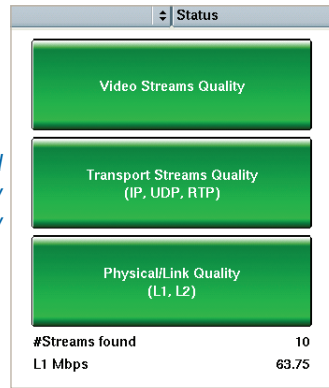 Status
Video Streams Quality
Transport Streams Quality
(IP, UDP, RTP)
Physical/Link Quality
(L1, L2)
#Streams found 10
L1 Mbps 63.75